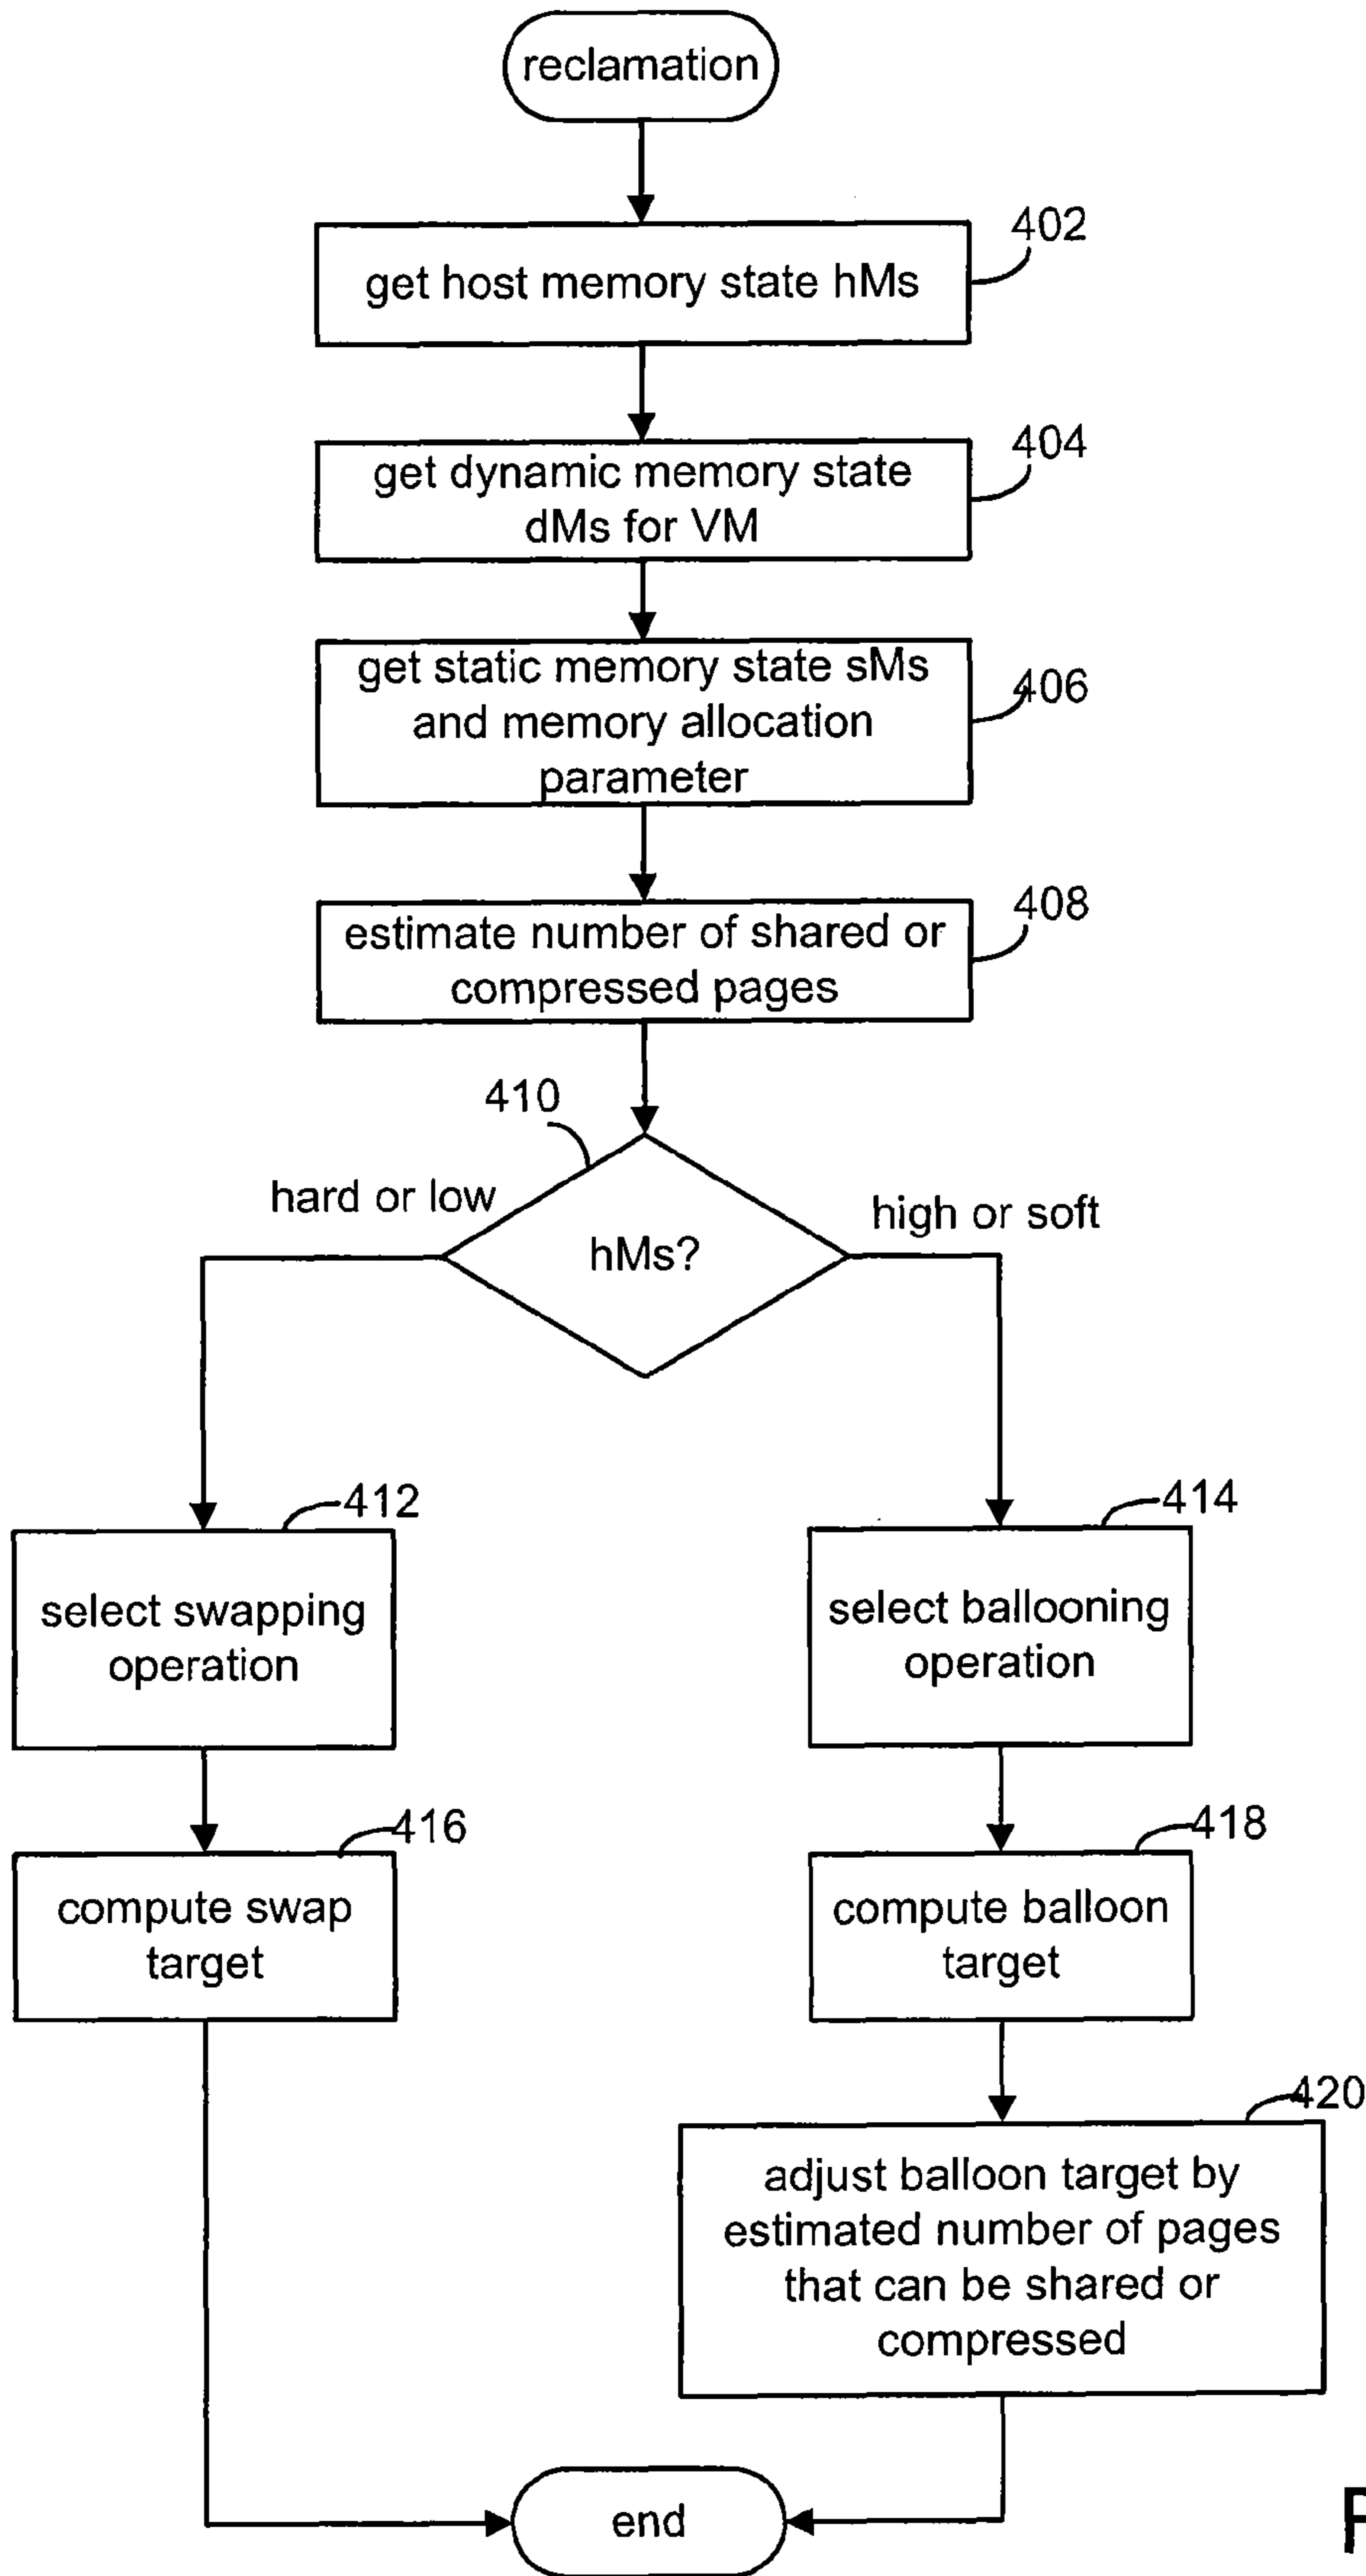 reclamation
402
get host memory state hMs
404
get dynamic memory state
dMs for VM
get static memory state sMs
406
and memory allocation
parameter
408
estimate number of shared or
compressed pages
410
hard or low
high or soft
hMs?
412
414
select swapping
operation
select ballooning
operation
416
418
compute swap
target
compute balloon
target
420
adjust balloon target by
estimated number of pages
that can be shared or
compressed
end